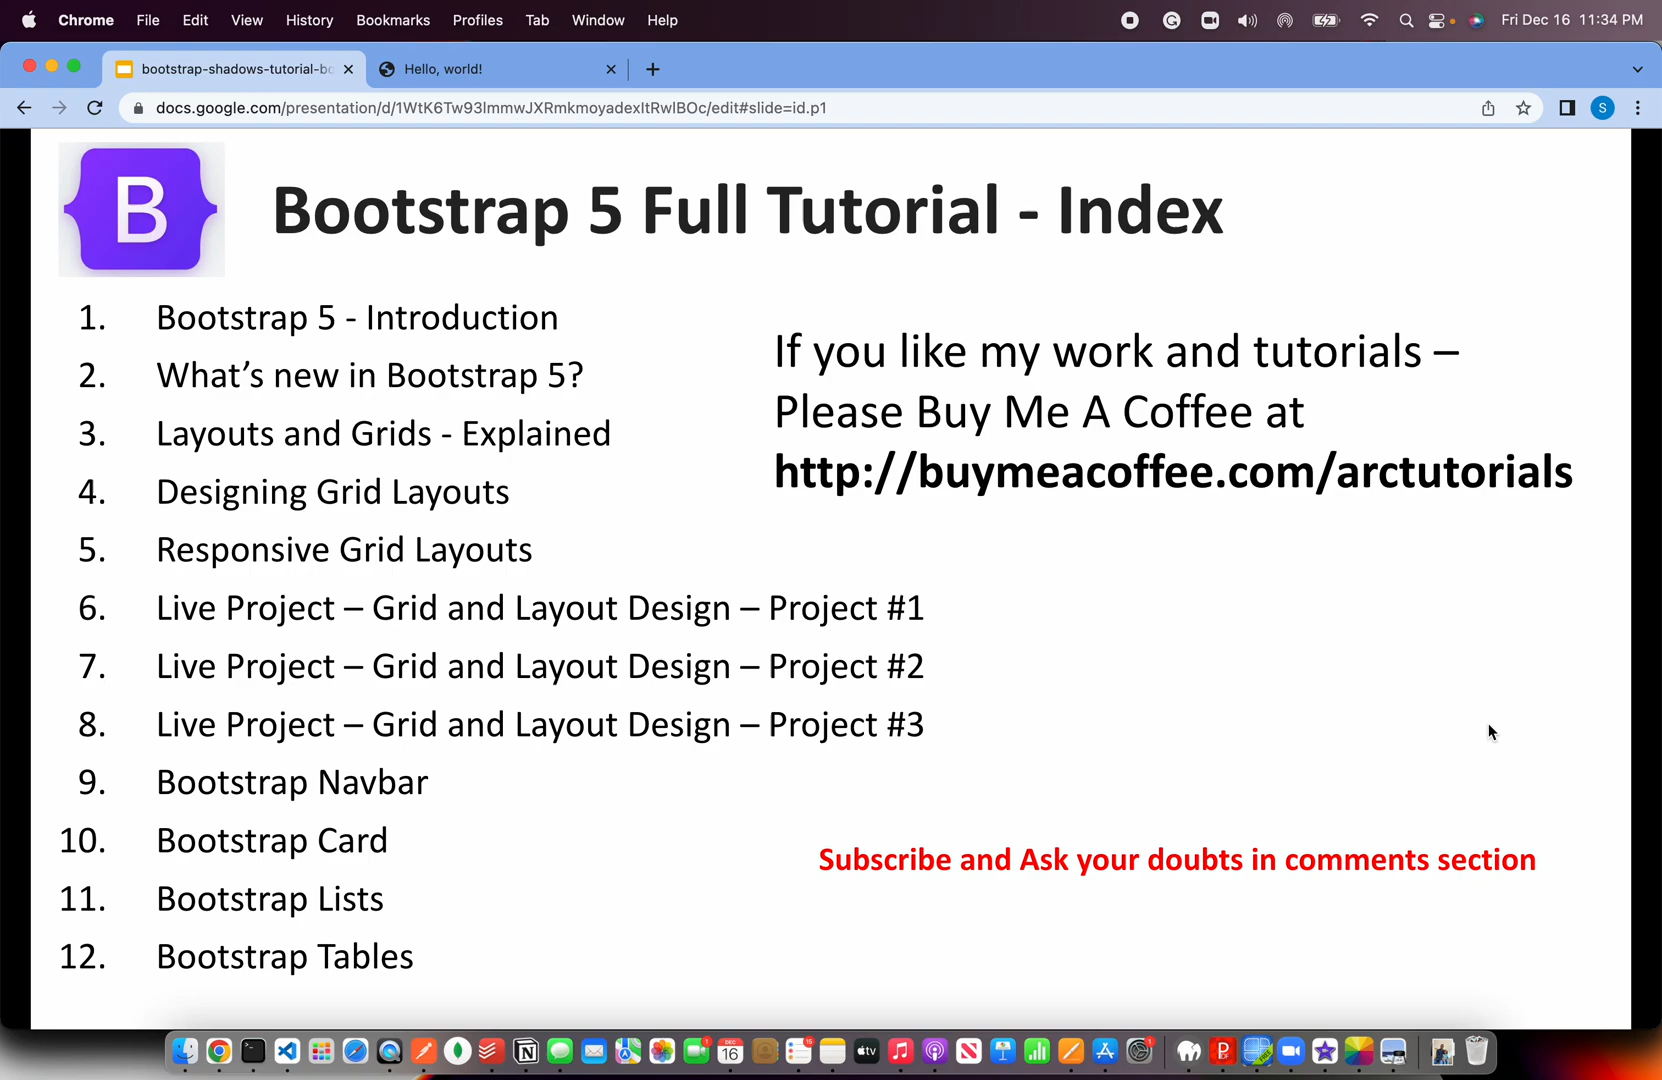 Chrome File Edit View History Bookmarks Profiles Tab Window Help Fri Dec 16 11:34 PM
bootstrap-shadows-tutorial-bo Hello, world!
docs.google.com/presentation/d/1WtK6Tw93lmmwJXRmkmoyadexItRwlBOc/edit#slide=id.p1 S
B
Bootstrap 5 Full Tutorial - Index
1. Bootstrap 5 - Introduction
2. What's new in Bootstrap 5?
3. Layouts and Grids - Explained
4. Designing Grid Layouts
5. Responsive Grid Layouts
6. Live Project – Grid and Layout Design – Project #1
7. Live Project – Grid and Layout Design – Project #2
8. Live Project – Grid and Layout Design – Project #3
9. Bootstrap Navbar
10. Bootstrap Card
11. Bootstrap Lists
12. Bootstrap Tables
If you like my work and tutorials –
Please Buy Me A Coffee at
http://buymeacoffee.com/arctutorials
Subscribe and Ask your doubts in comments section
DEC
16
tv